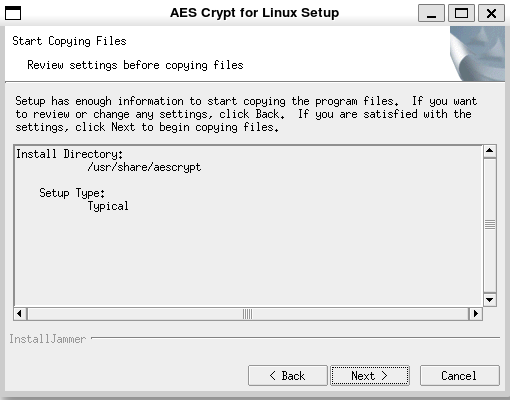 AES Crypt for Linux Setup
Start Copying Files
Review settings before copying files
Setup has enough information to start copying the program files.  If you want
to review or change any settings, click Back.  If you are satisfied with the
settings, click Next to begin copying files.
Install Directory:
/usr/share/aescrypt
Setup Type:
Typical
InstallJammer
< Back
Next >
Cancel